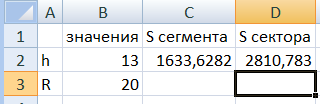 A B C D
1 значения S сегмента S сектора
2 h 13 1633,6282 2810,783
3 R 20